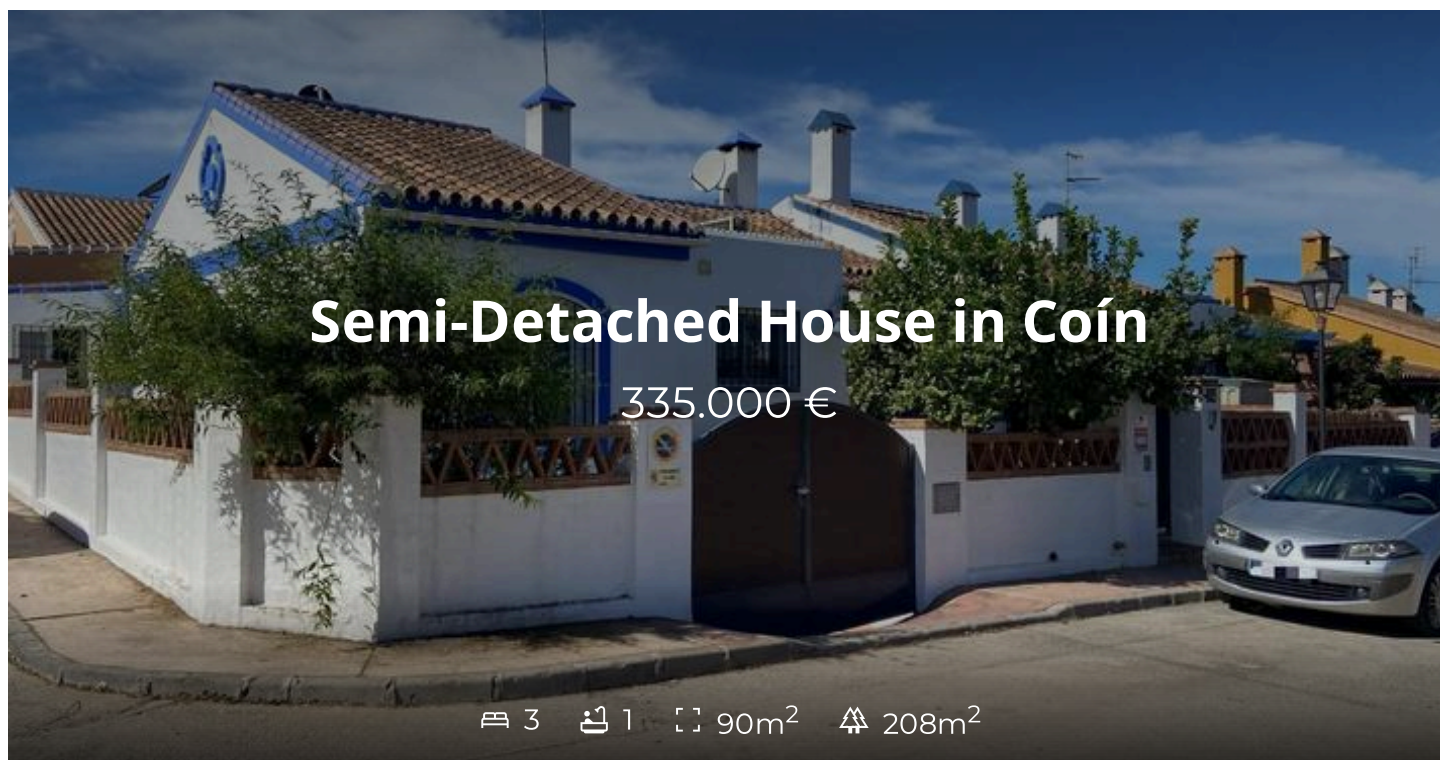 Semi-Detached House in Coín
335.000 €
3 1 90m² 208m²